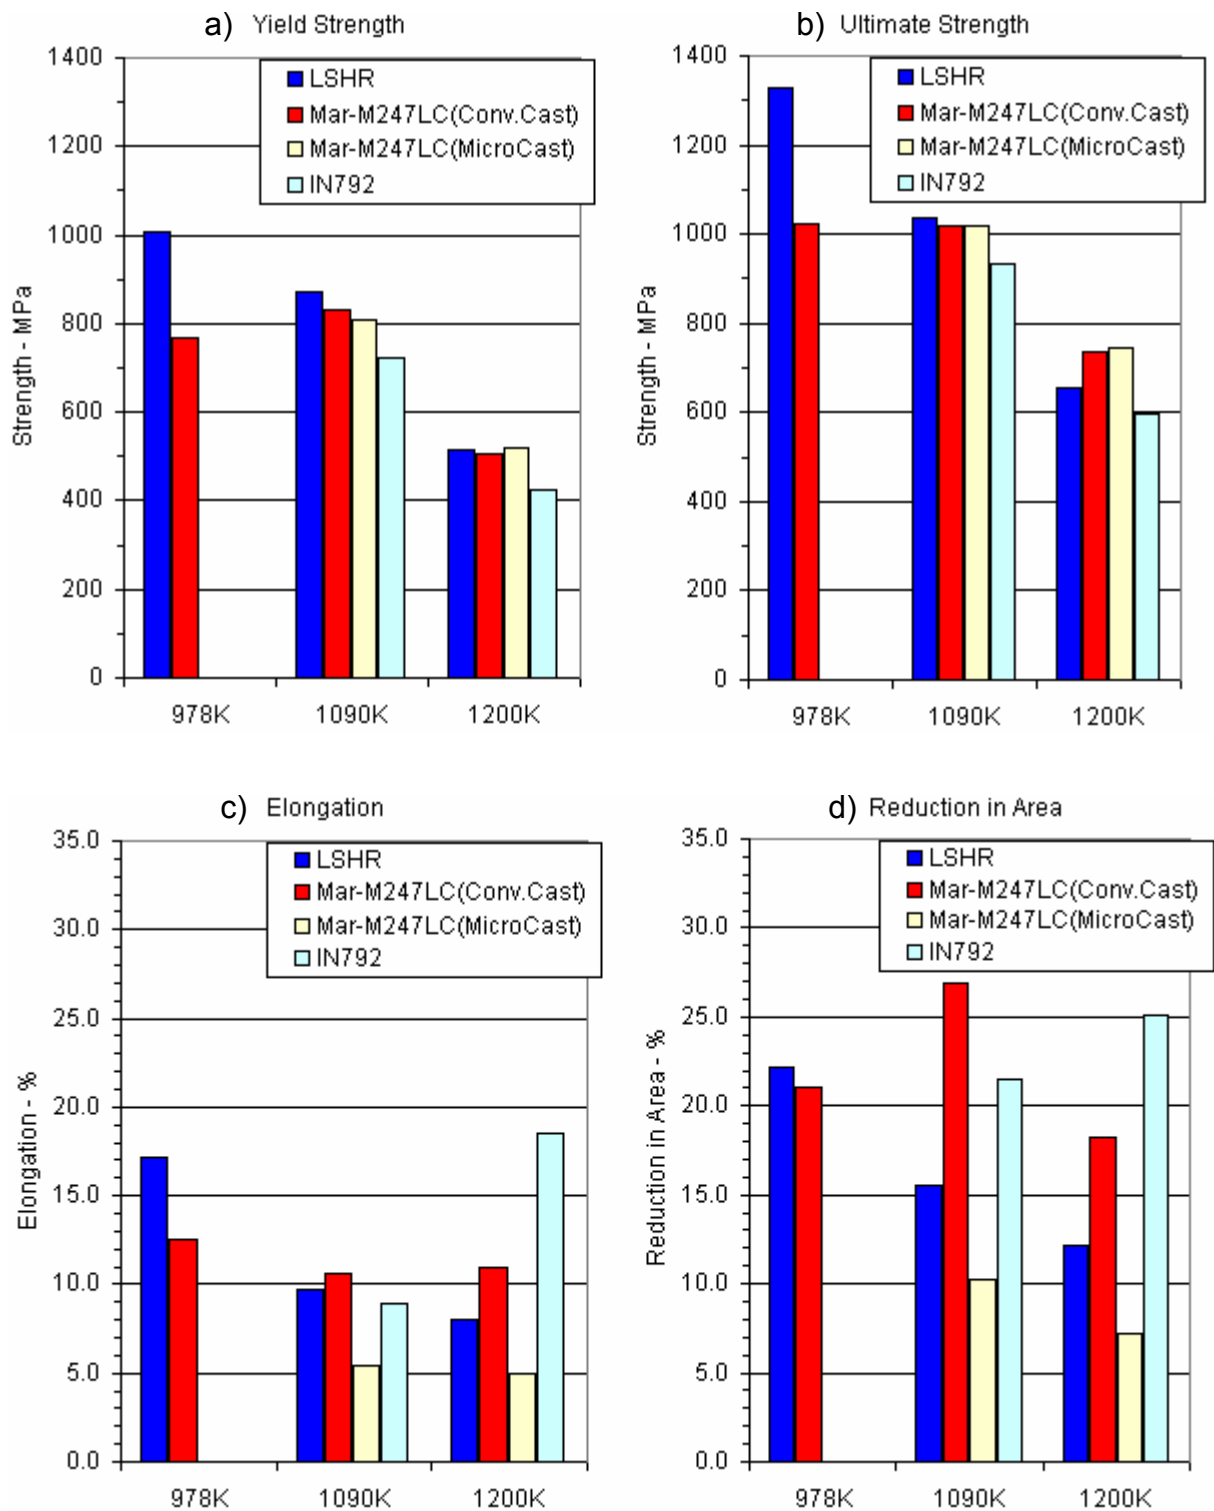 a) Yield Strength
1400
1200
1000
800
600
400
200
0
Strength - MPa
LSHR
Mar-M247LC(Conv.Cast)
Mar-M247LC(MicroCast)
IN792
978K 1090K 1200K
b) Ultimate Strength
1400
1200
1000
800
600
400
200
0
Strength - MPa
LSHR
Mar-M247LC(Conv.Cast)
Mar-M247LC(MicroCast)
IN792
978K 1090K 1200K
c) Elongation
35.0
30.0
25.0
20.0
15.0
10.0
5.0
0.0
Elongation - %
LSHR
Mar-M247LC(Conv.Cast)
Mar-M247LC(MicroCast)
IN792
978K 1090K 1200K
d) Reduction in Area
35.0
30.0
25.0
20.0
15.0
10.0
5.0
0.0
Reduction in Area - %
LSHR
Mar-M247LC(Conv.Cast)
Mar-M247LC(MicroCast)
IN792
978K 1090K 1200K